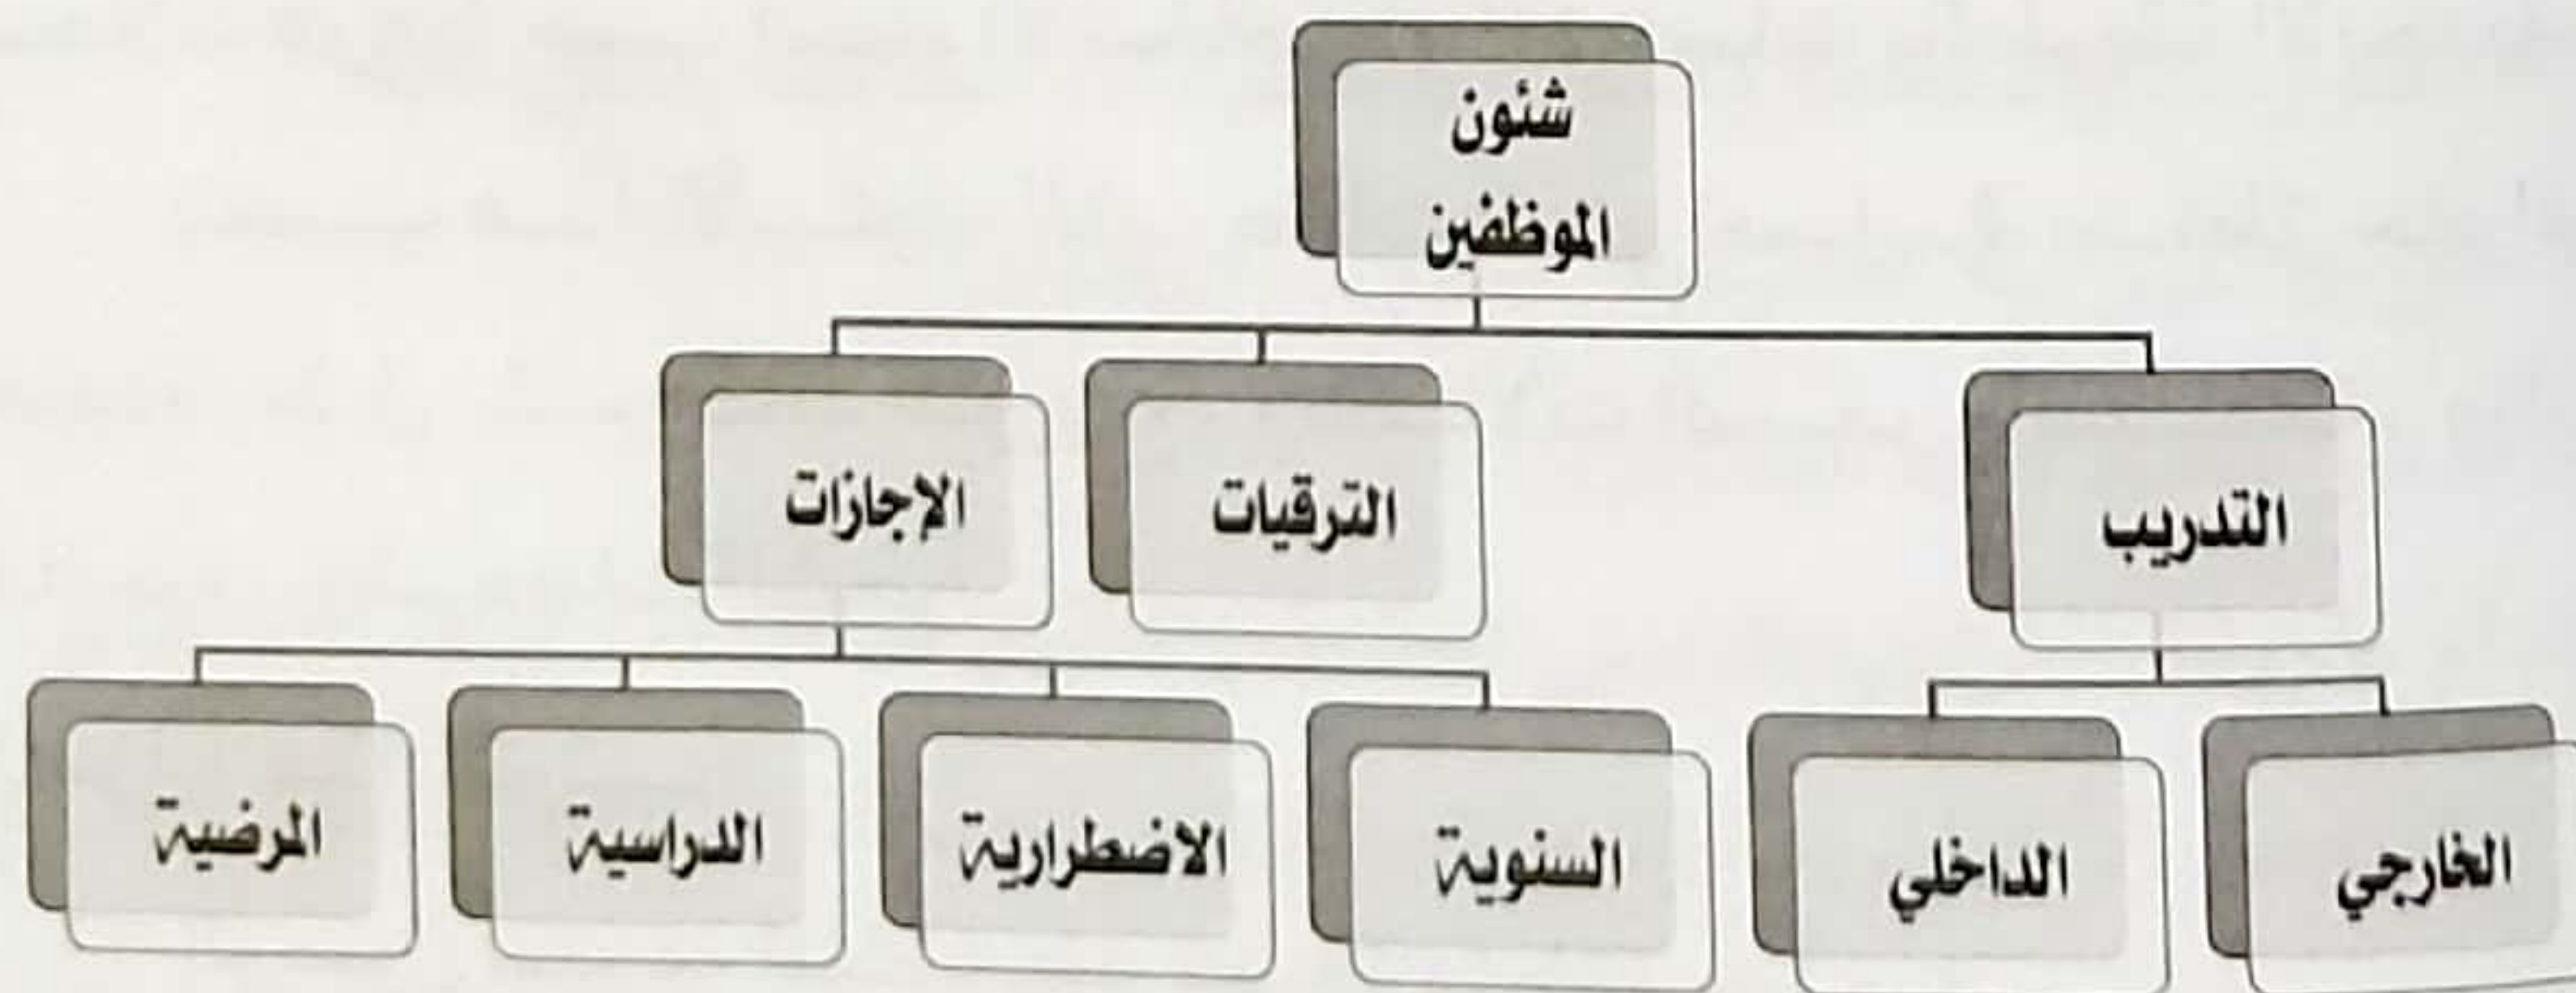 شئون
الموظفين
التدريب
الترقيات
الإجازات
الخارجي
الداخلي
السنوية
الاضطرارية
الدراسية
المرضية